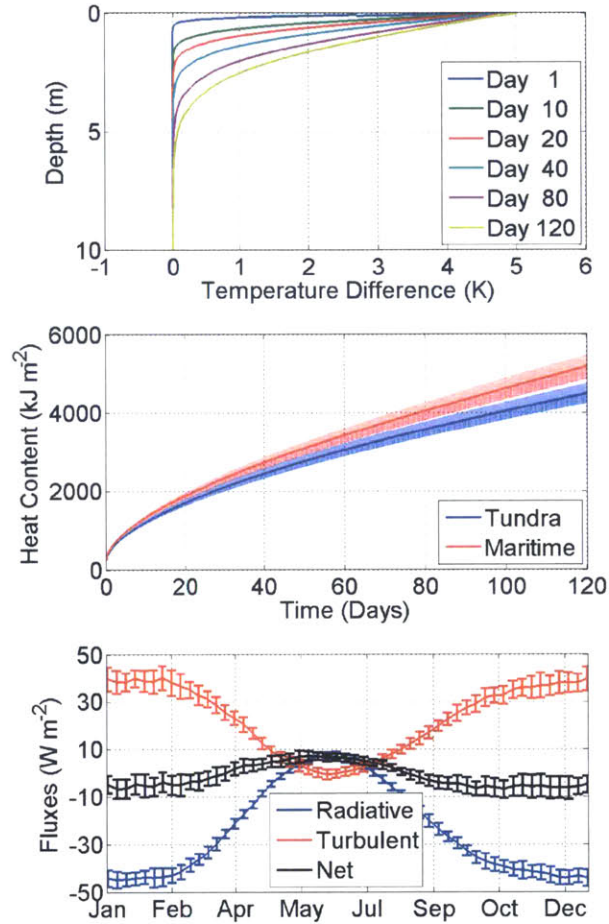 0
5
10
Depth (m)
Day 1
Day 10
Day 20
Day 40
Day 80
Day 120
-1 0 1 2 3 4 5 6
Temperature Difference (K)
6000
4000
2000
0
Heat Content (kJ m-2)
Tundra
Maritime
0 20 40 60 80 100 120
Time (Days)
50
30
10
-10
-30
-50
Fluxes (W m-2)
Radiative
Turbulent
Net
Jan Feb Apr May Jul Sep Oct Dec